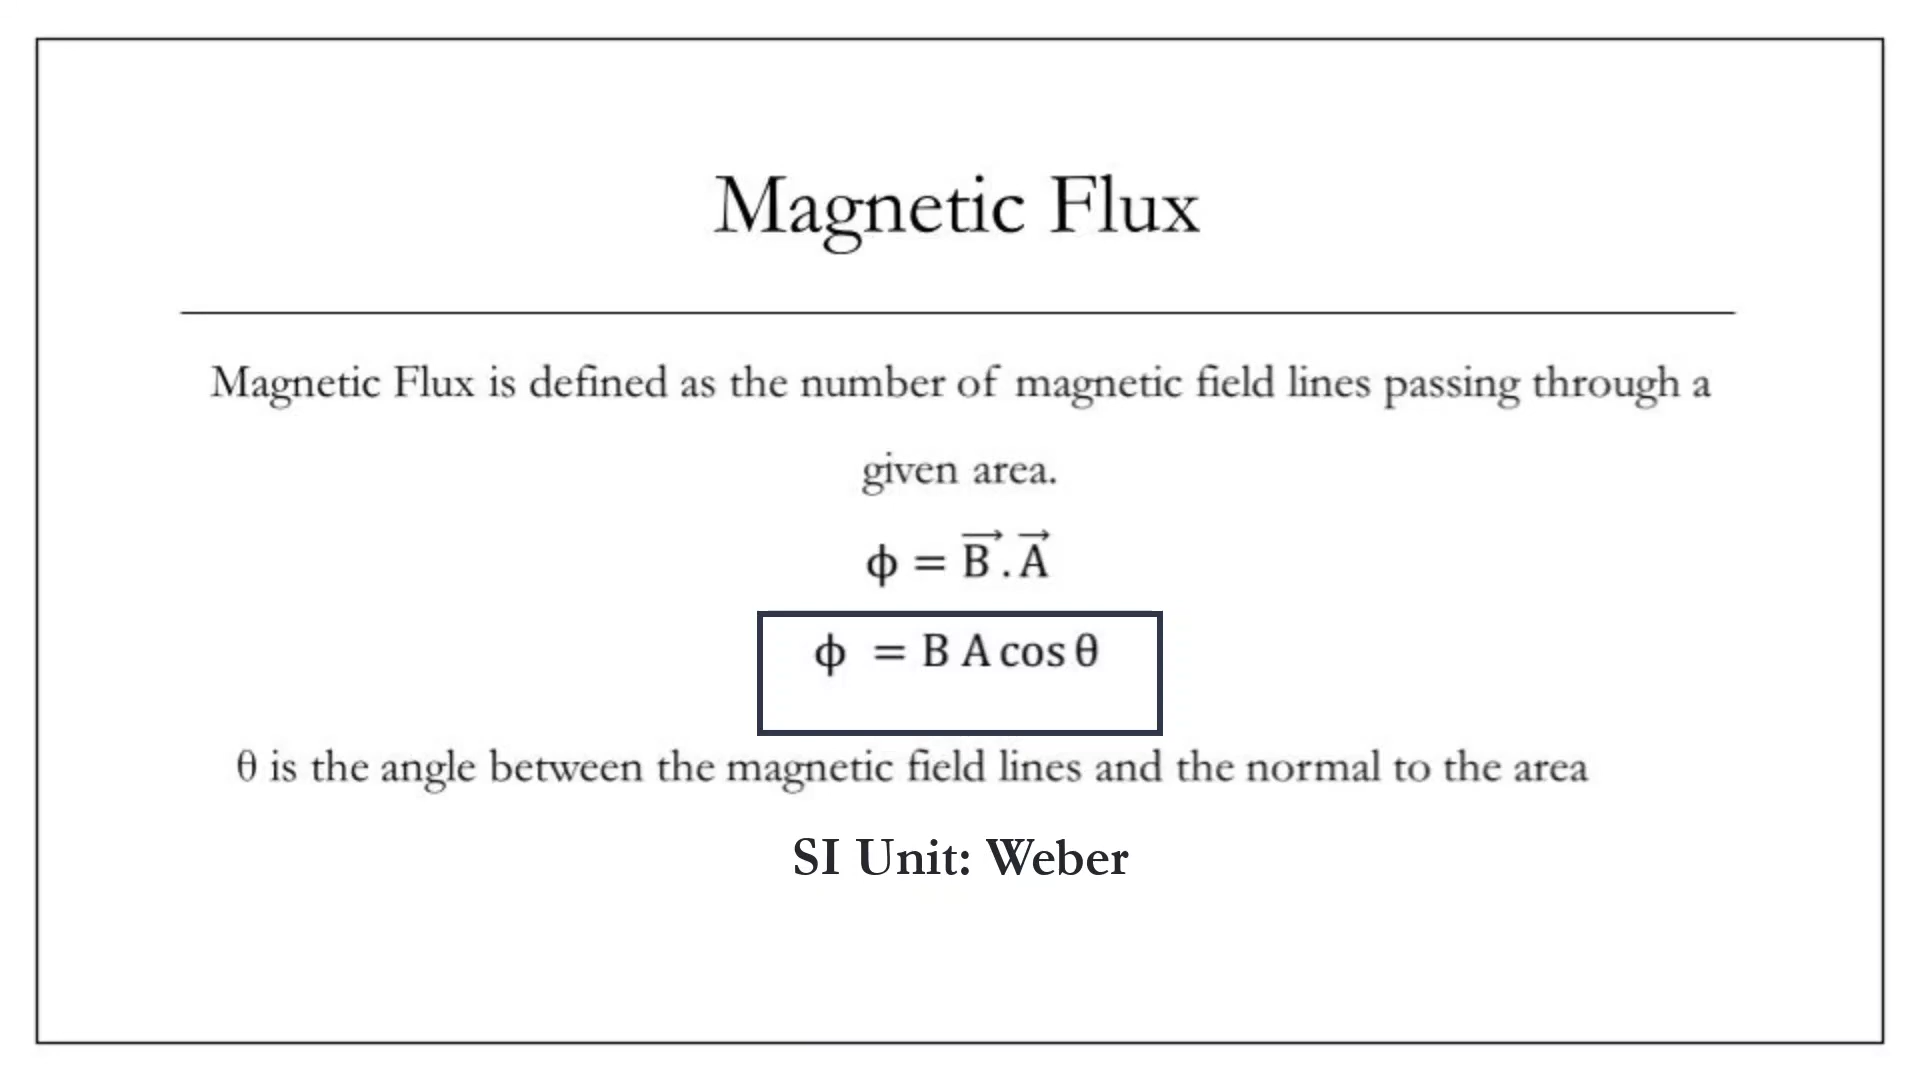 Magnetic Flux
Magnetic Flux is defined as the number of magnetic field lines passing through a
given area.
ϕ = B⃗ . A⃗
ϕ = B A cos θ
θ is the angle between the magnetic field lines and the normal to the area
SI Unit: Weber